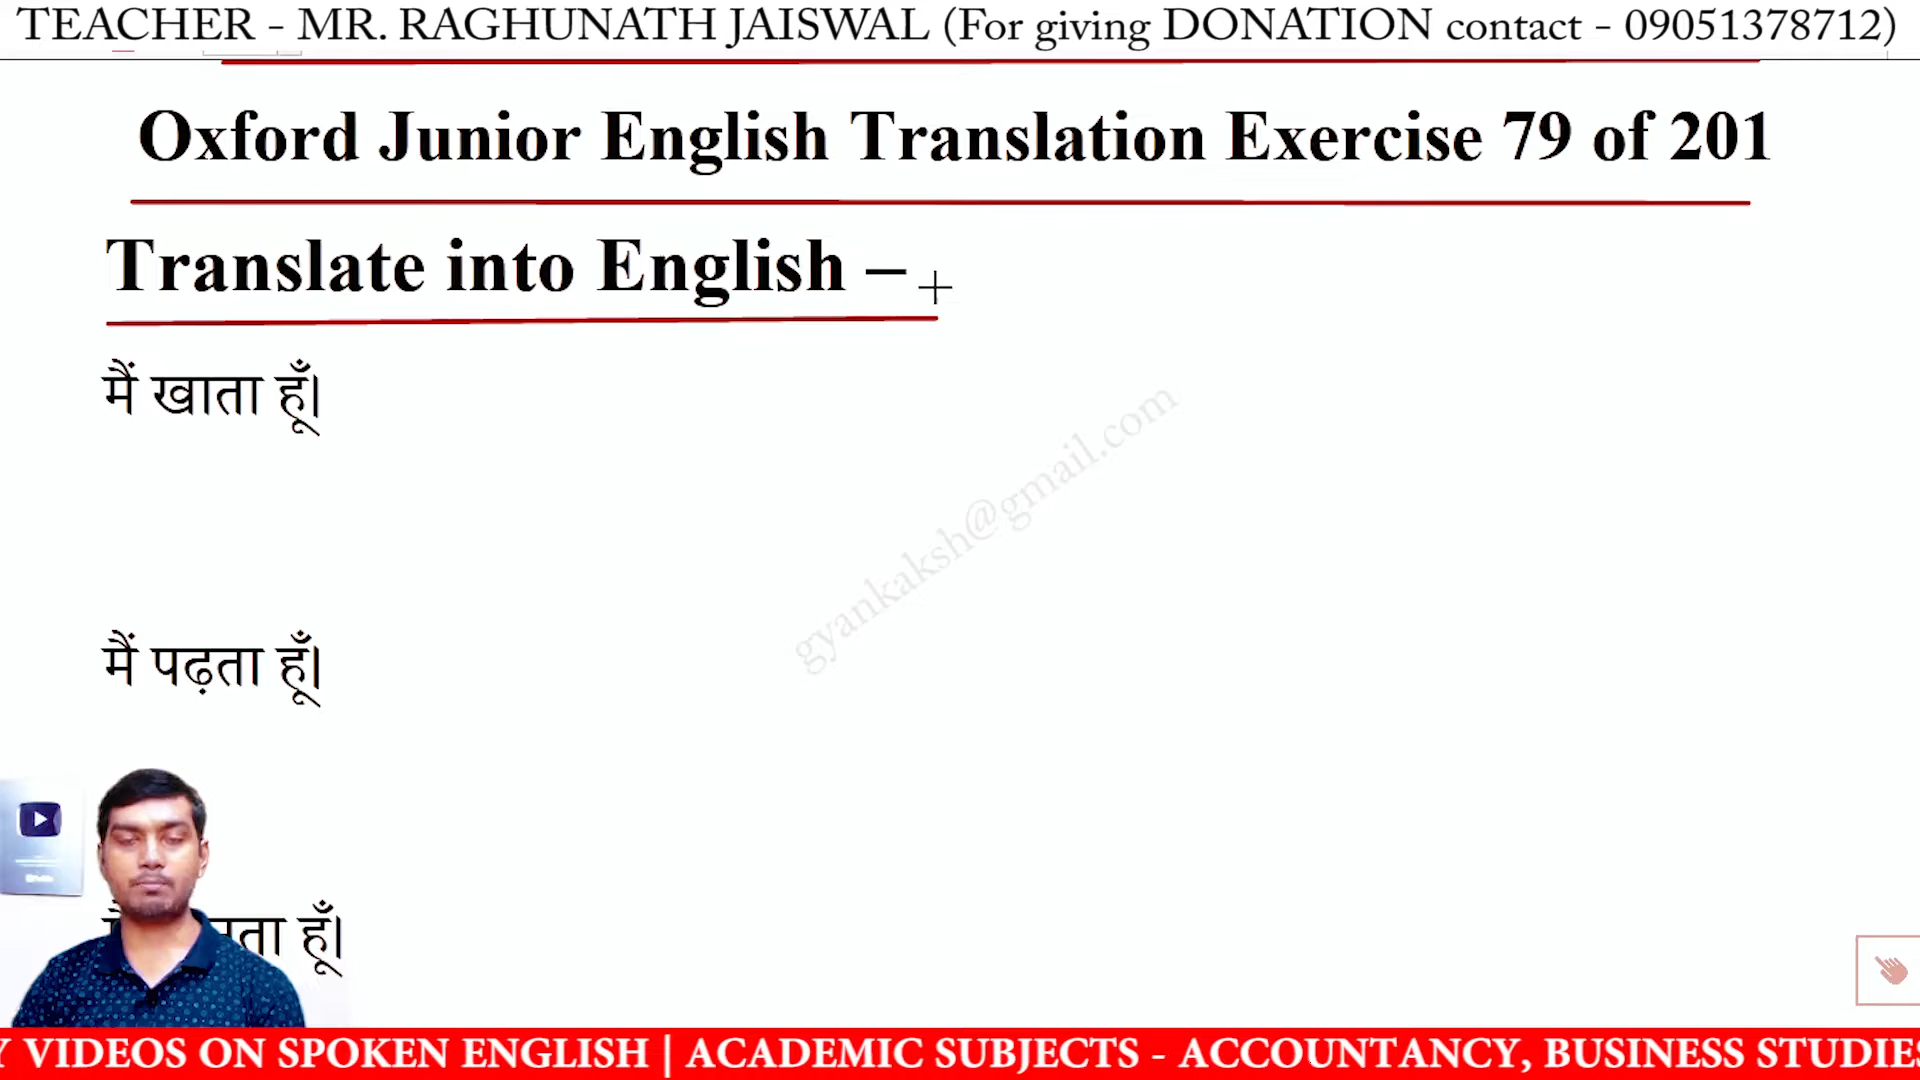 TEACHER - MR. RAGHUNATH JAISWAL (For giving DONATION contact - 09051378712)
Oxford Junior English Translation Exercise 79 of 201
Translate into English –
मैं खाता हूँ।
gyankaksh@gmail.com
मैं पढ़ता हूँ।
हूँ।
VIDEOS ON SPOKEN ENGLISH | ACADEMIC SUBJECTS - ACCOUNTANCY, BUSINESS STUDIES